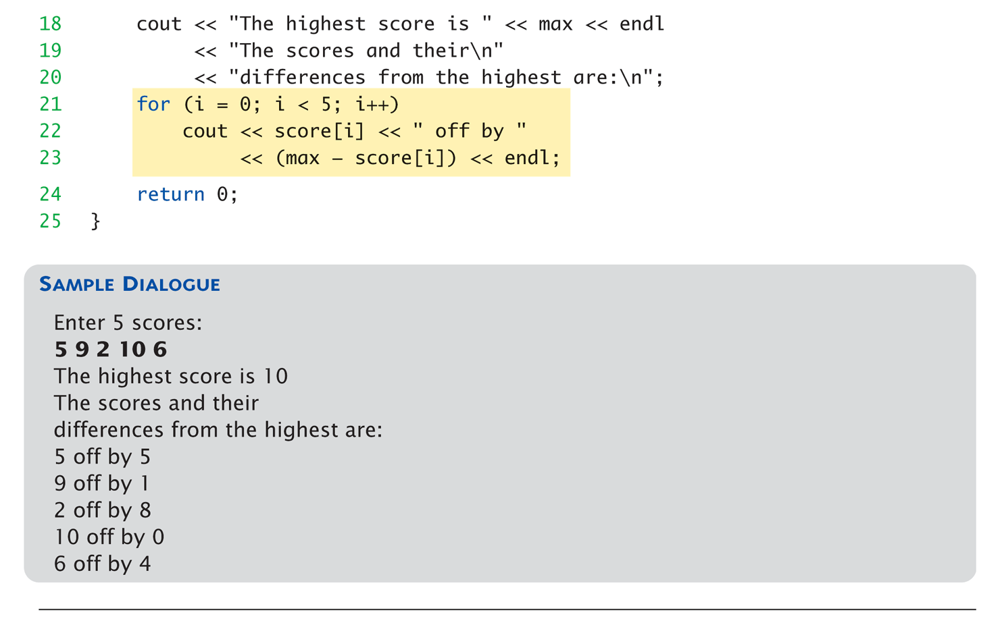 18 cout << "The highest score is " << max << endl
19 << "The scores and their\n"
20 << "differences from the highest are:\n";
21 for (i = 0; i < 5; i++)
22 cout << score[i] << " off by "
23 << (max – score[i]) << endl;
24 return 0;
25 }
SAMPLE DIALOGUE
Enter 5 scores:
5 9 2 10 6
The highest score is 10
The scores and their
differences from the highest are:
5 off by 5
9 off by 1
2 off by 8
10 off by 0
6 off by 4